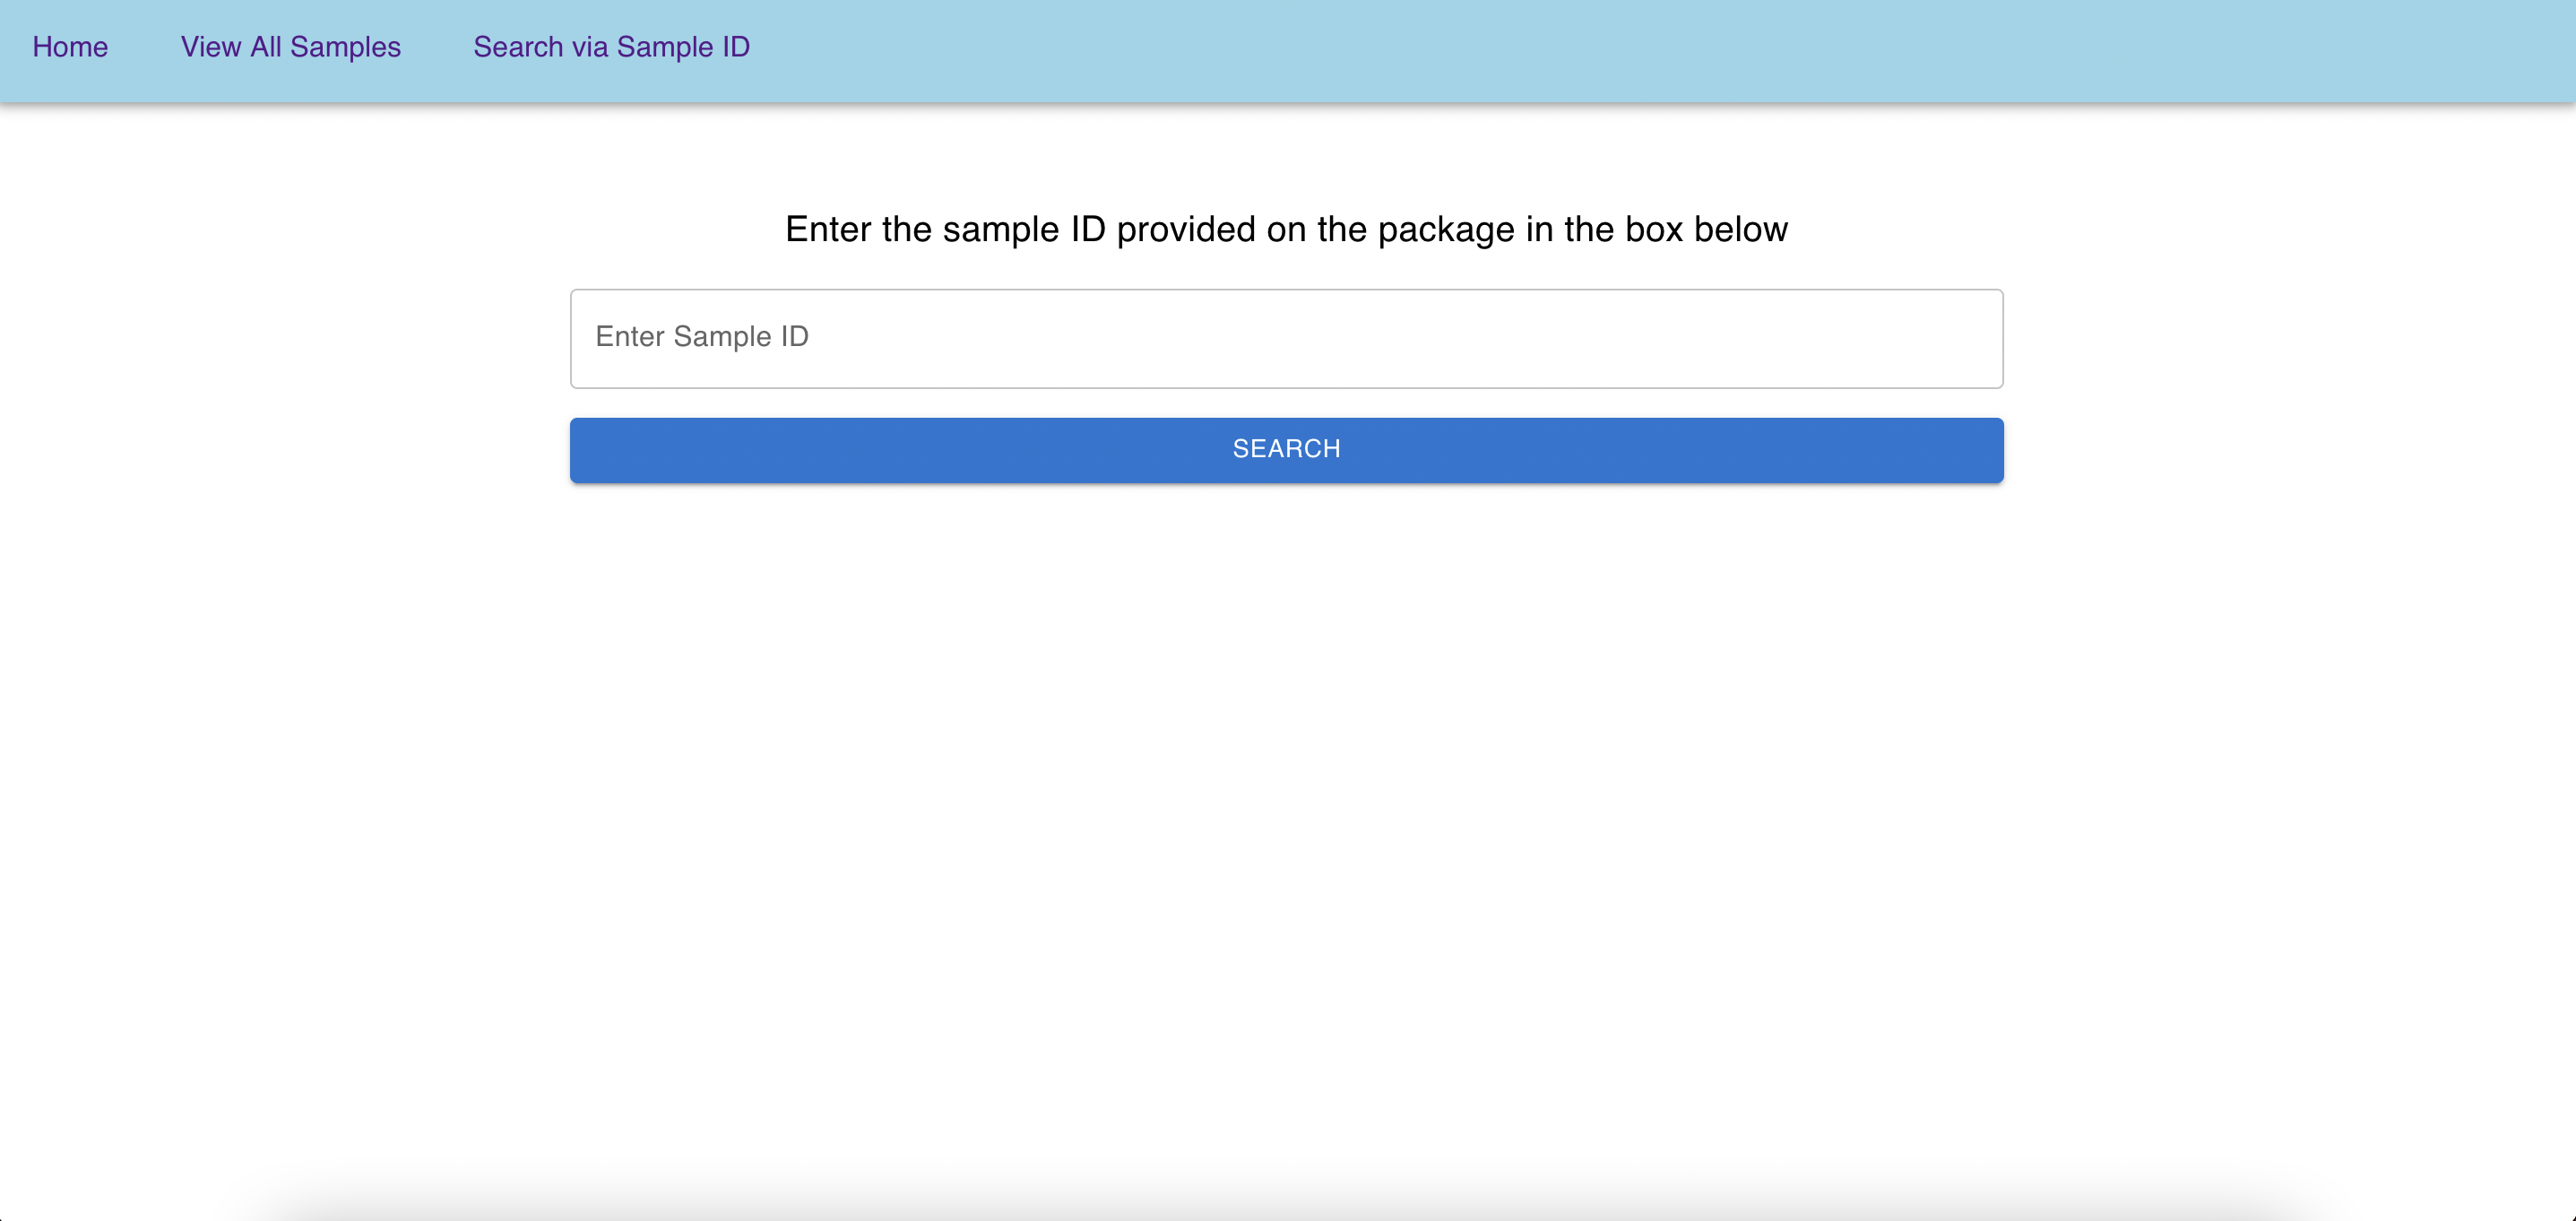 Home View All Samples Search via Sample ID
Enter the sample ID provided on the package in the box below
Enter Sample ID
SEARCH